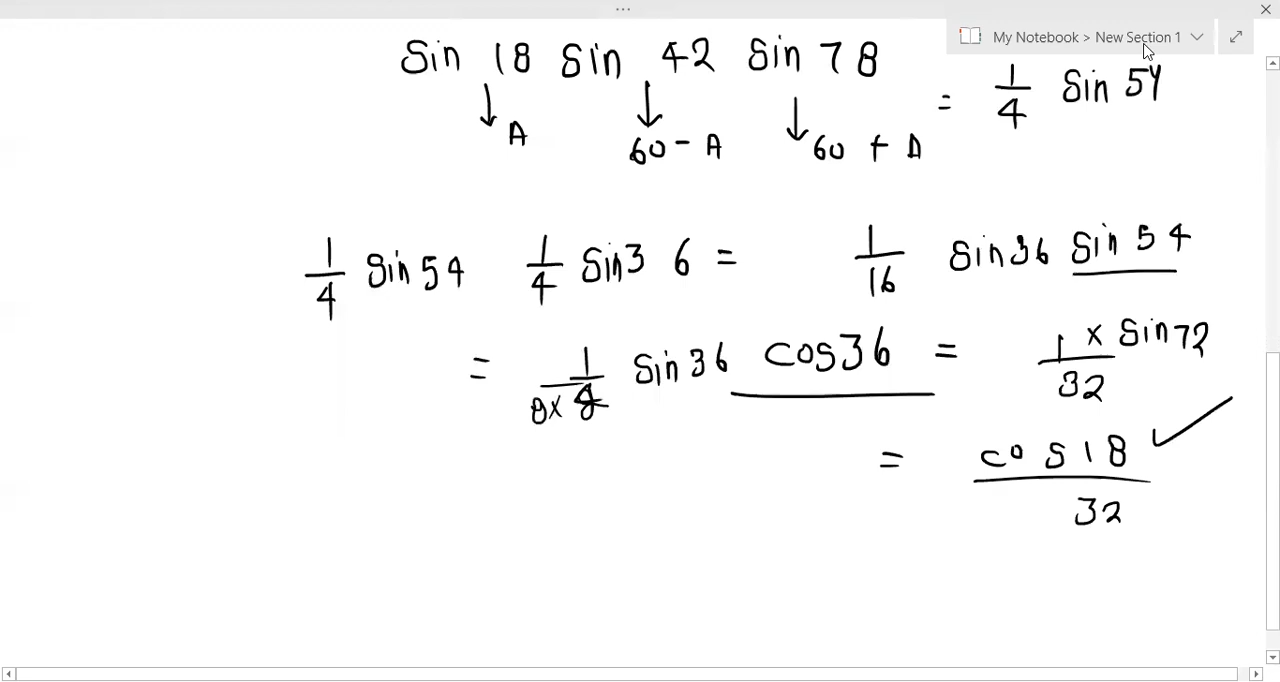 ...
My Notebook > New Section 1
Sin 18 Sin 42 Sin 78 = 1/4 Sin 54
↓ A ↓ 60 - A ↓ 60 + A
1/4 Sin 54 1/4 Sin 36 = 1/16 Sin 36 Sin 54
= 1/(8×4) Sin 36 cos 36 = 1/32 × Sin 72
= cos 18/32 ✓